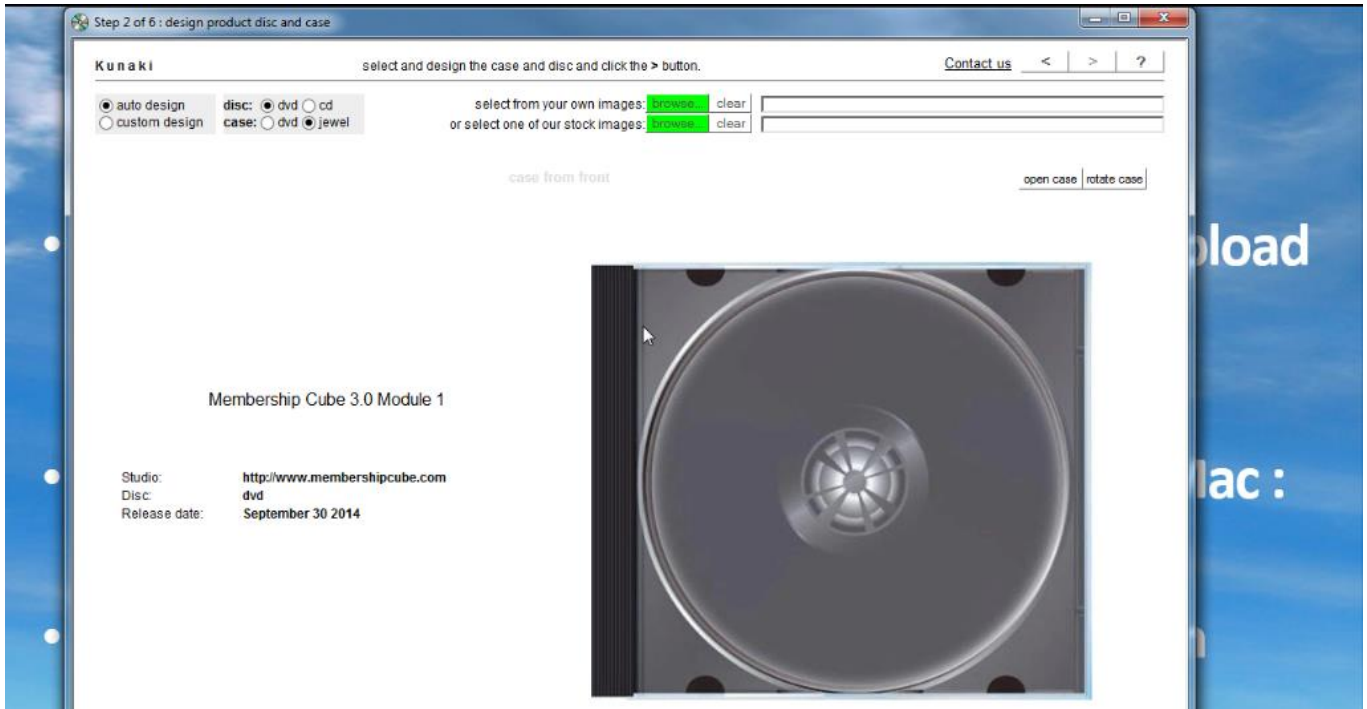 Step 2 of 6 : design product disc and case
Kunaki
select and design the case and disc and click the > button.
Contact us < > ?
auto design disc: dvd cd
custom design case: dvd jewel
select from your own images: browse... clear
or select one of our stock images: browse... clear
case from front
open case rotate case
Membership Cube 3.0 Module 1
Studio: http://www.membershipcube.com
Disc: dvd
Release date: September 30 2014